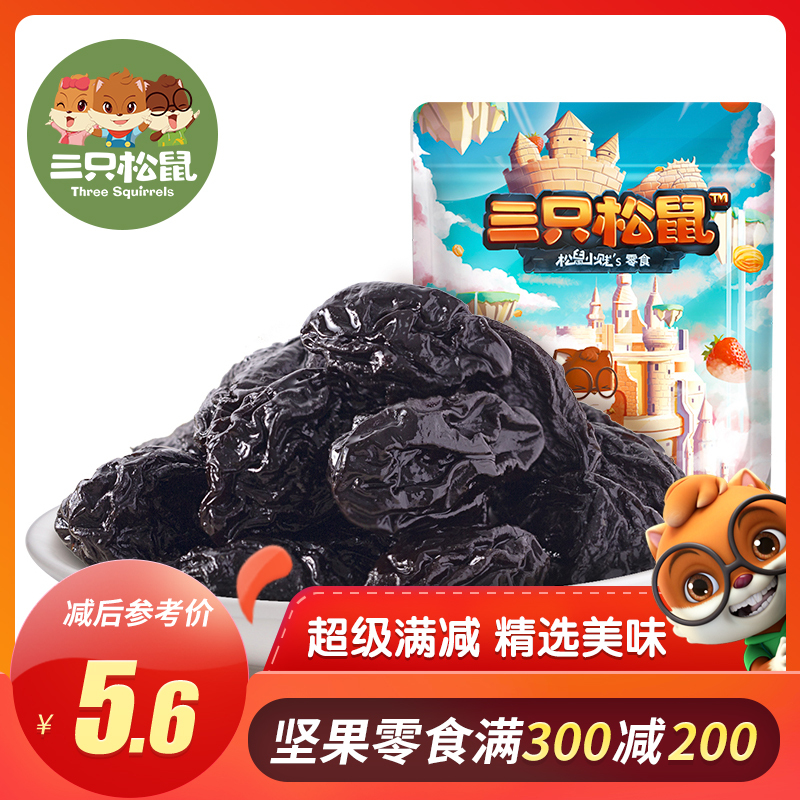 三只松鼠
Three Squirrels
三只松鼠™
松鼠小贱's 零食
减后参考价
¥5.6
超级满减 精选美味
坚果零食满300减200